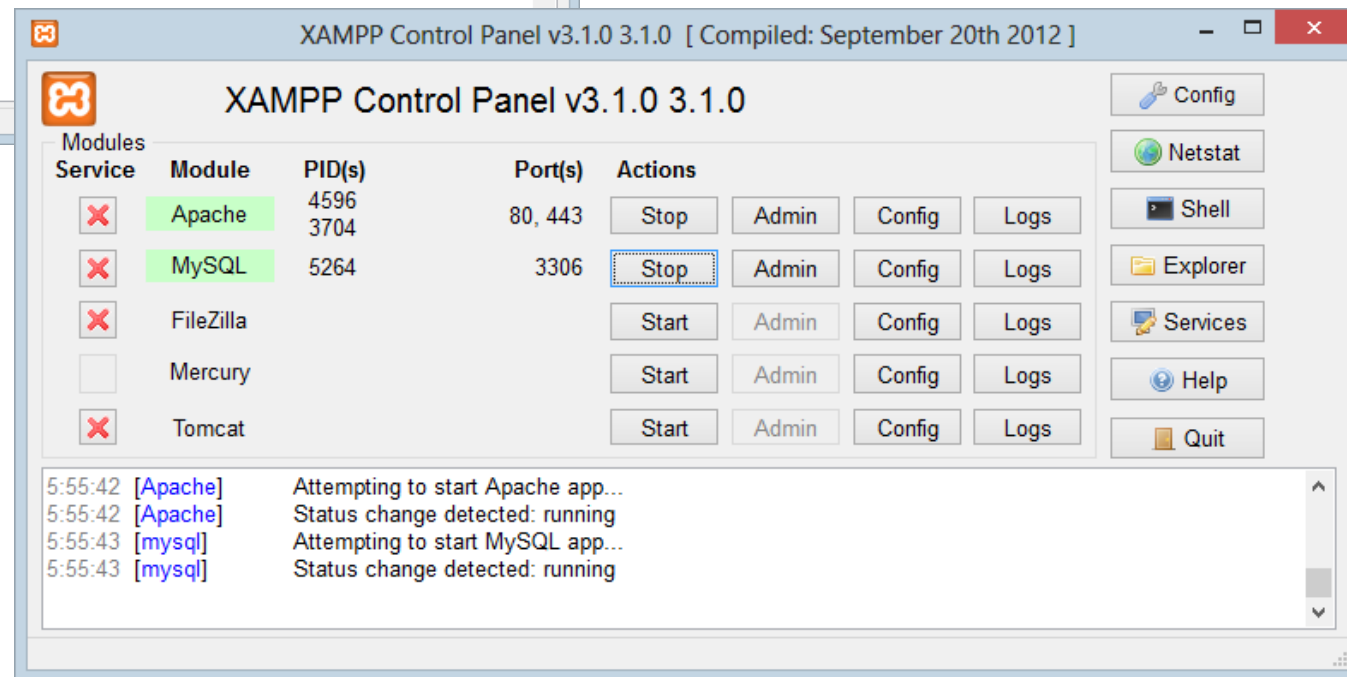 XAMPP Control Panel v3.1.0 3.1.0 [ Compiled: September 20th 2012 ]
XAMPP Control Panel v3.1.0 3.1.0
Config
Modules
Netstat
Service Module PID(s) Port(s) Actions
Apache 4596 3704 80, 443 Stop Admin Config Logs
Shell
MySQL 5264 3306 Stop Admin Config Logs
Explorer
FileZilla Start Admin Config Logs
Services
Mercury Start Admin Config Logs
Help
Tomcat Start Admin Config Logs
Quit
5:55:42 [Apache] Attempting to start Apache app...
5:55:42 [Apache] Status change detected: running
5:55:43 [mysql] Attempting to start MySQL app...
5:55:43 [mysql] Status change detected: running